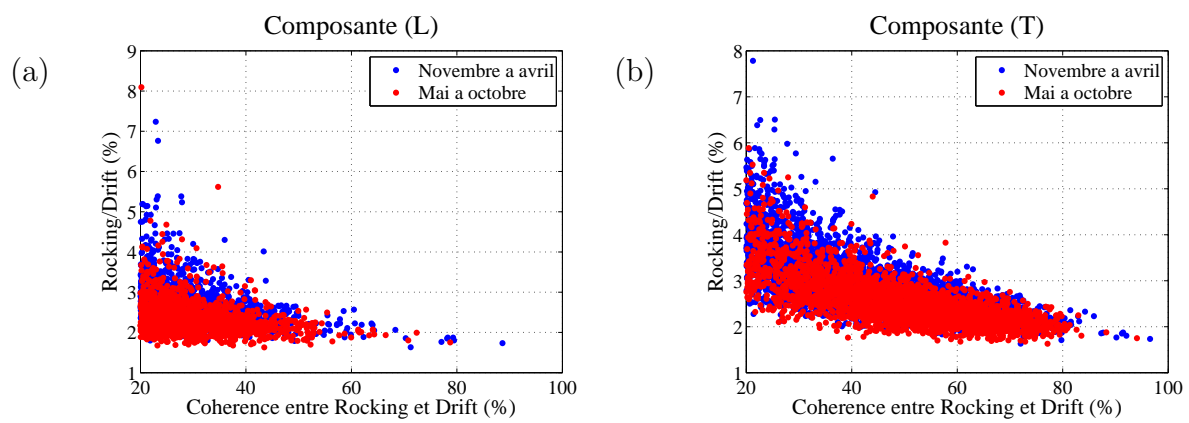 Composante (L)
(a)
Rocking/Drift (%)
9
8
7
6
5
4
3
2
1
20
40
60
80
100
Coherence entre Rocking et Drift (%)
Novembre a avril
Mai a octobre
Composante (T)
(b)
Rocking/Drift (%)
8
7
6
5
4
3
2
1
20
40
60
80
100
Coherence entre Rocking et Drift (%)
Novembre a avril
Mai a octobre